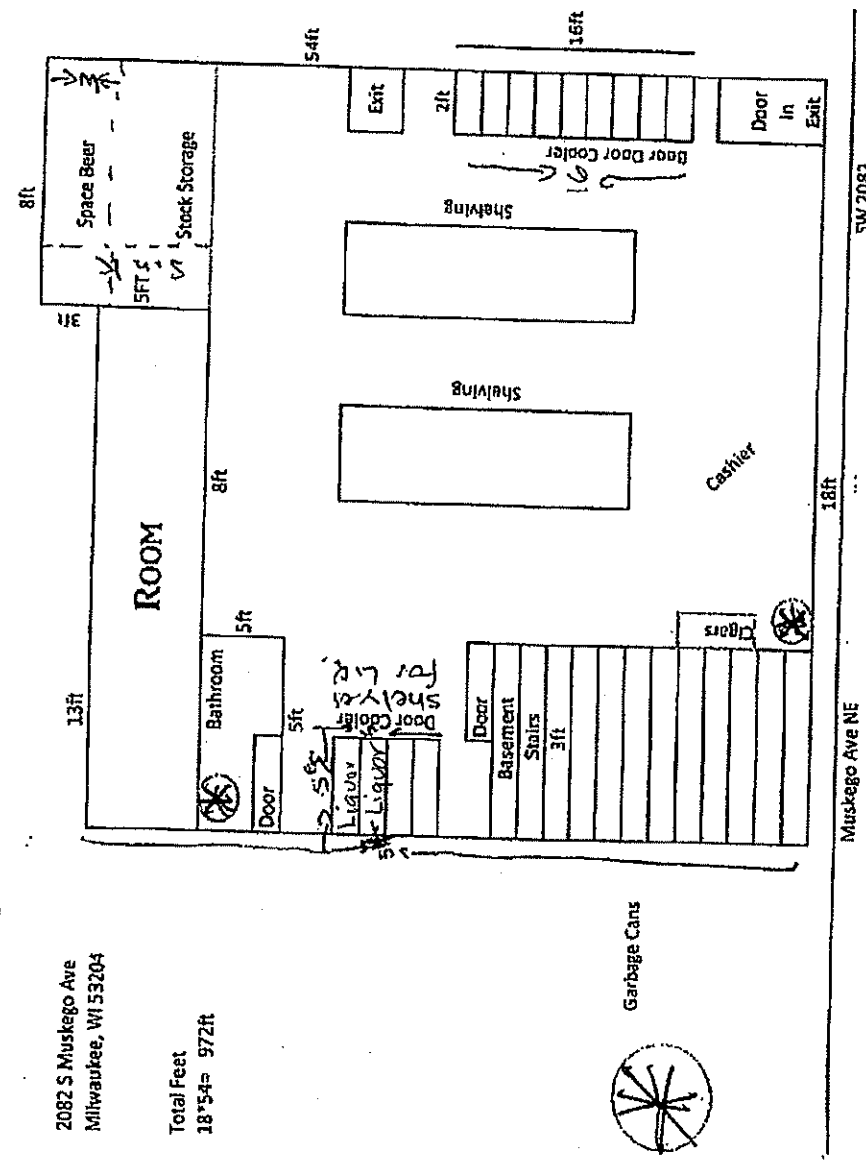 2082 S Muskego Ave
Milwaukee, WI 53204
Total Feet
18*54= 972ft
13ft
8ft
3ft
Space Beer
5FT
Stock Storage
54ft
ROOM
8ft
Bathroom
5ft
5ft
Door
Liquor
Liquor
Door Cooler
shelves
for Liq.
Door
Basement
Stairs
3ft
Cigars
Shelving
Shelving
Cashier
Exit
2ft
16ft
Door Door Cooler
16
Door
In
Exit
18ft
Garbage Cans
Muskego Ave NE
SW 2082